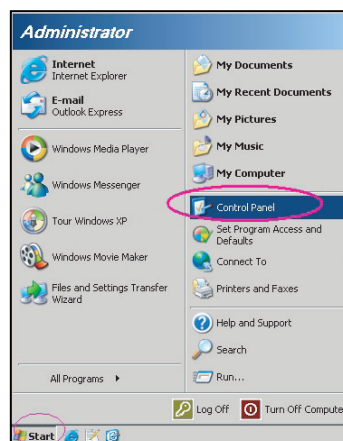 Administrator
Internet
Internet Explorer
E-mail
Outlook Express
Windows Media Player
Windows Messenger
Tour Windows XP
Windows Movie Maker
Files and Settings Transfer
Wizard
All Programs
My Documents
My Recent Documents
My Pictures
My Music
My Computer
Control Panel
Set Program Access and
Defaults
Connect To
Printers and Faxes
Help and Support
Search
Run...
Log Off
Turn Off Compute
Start